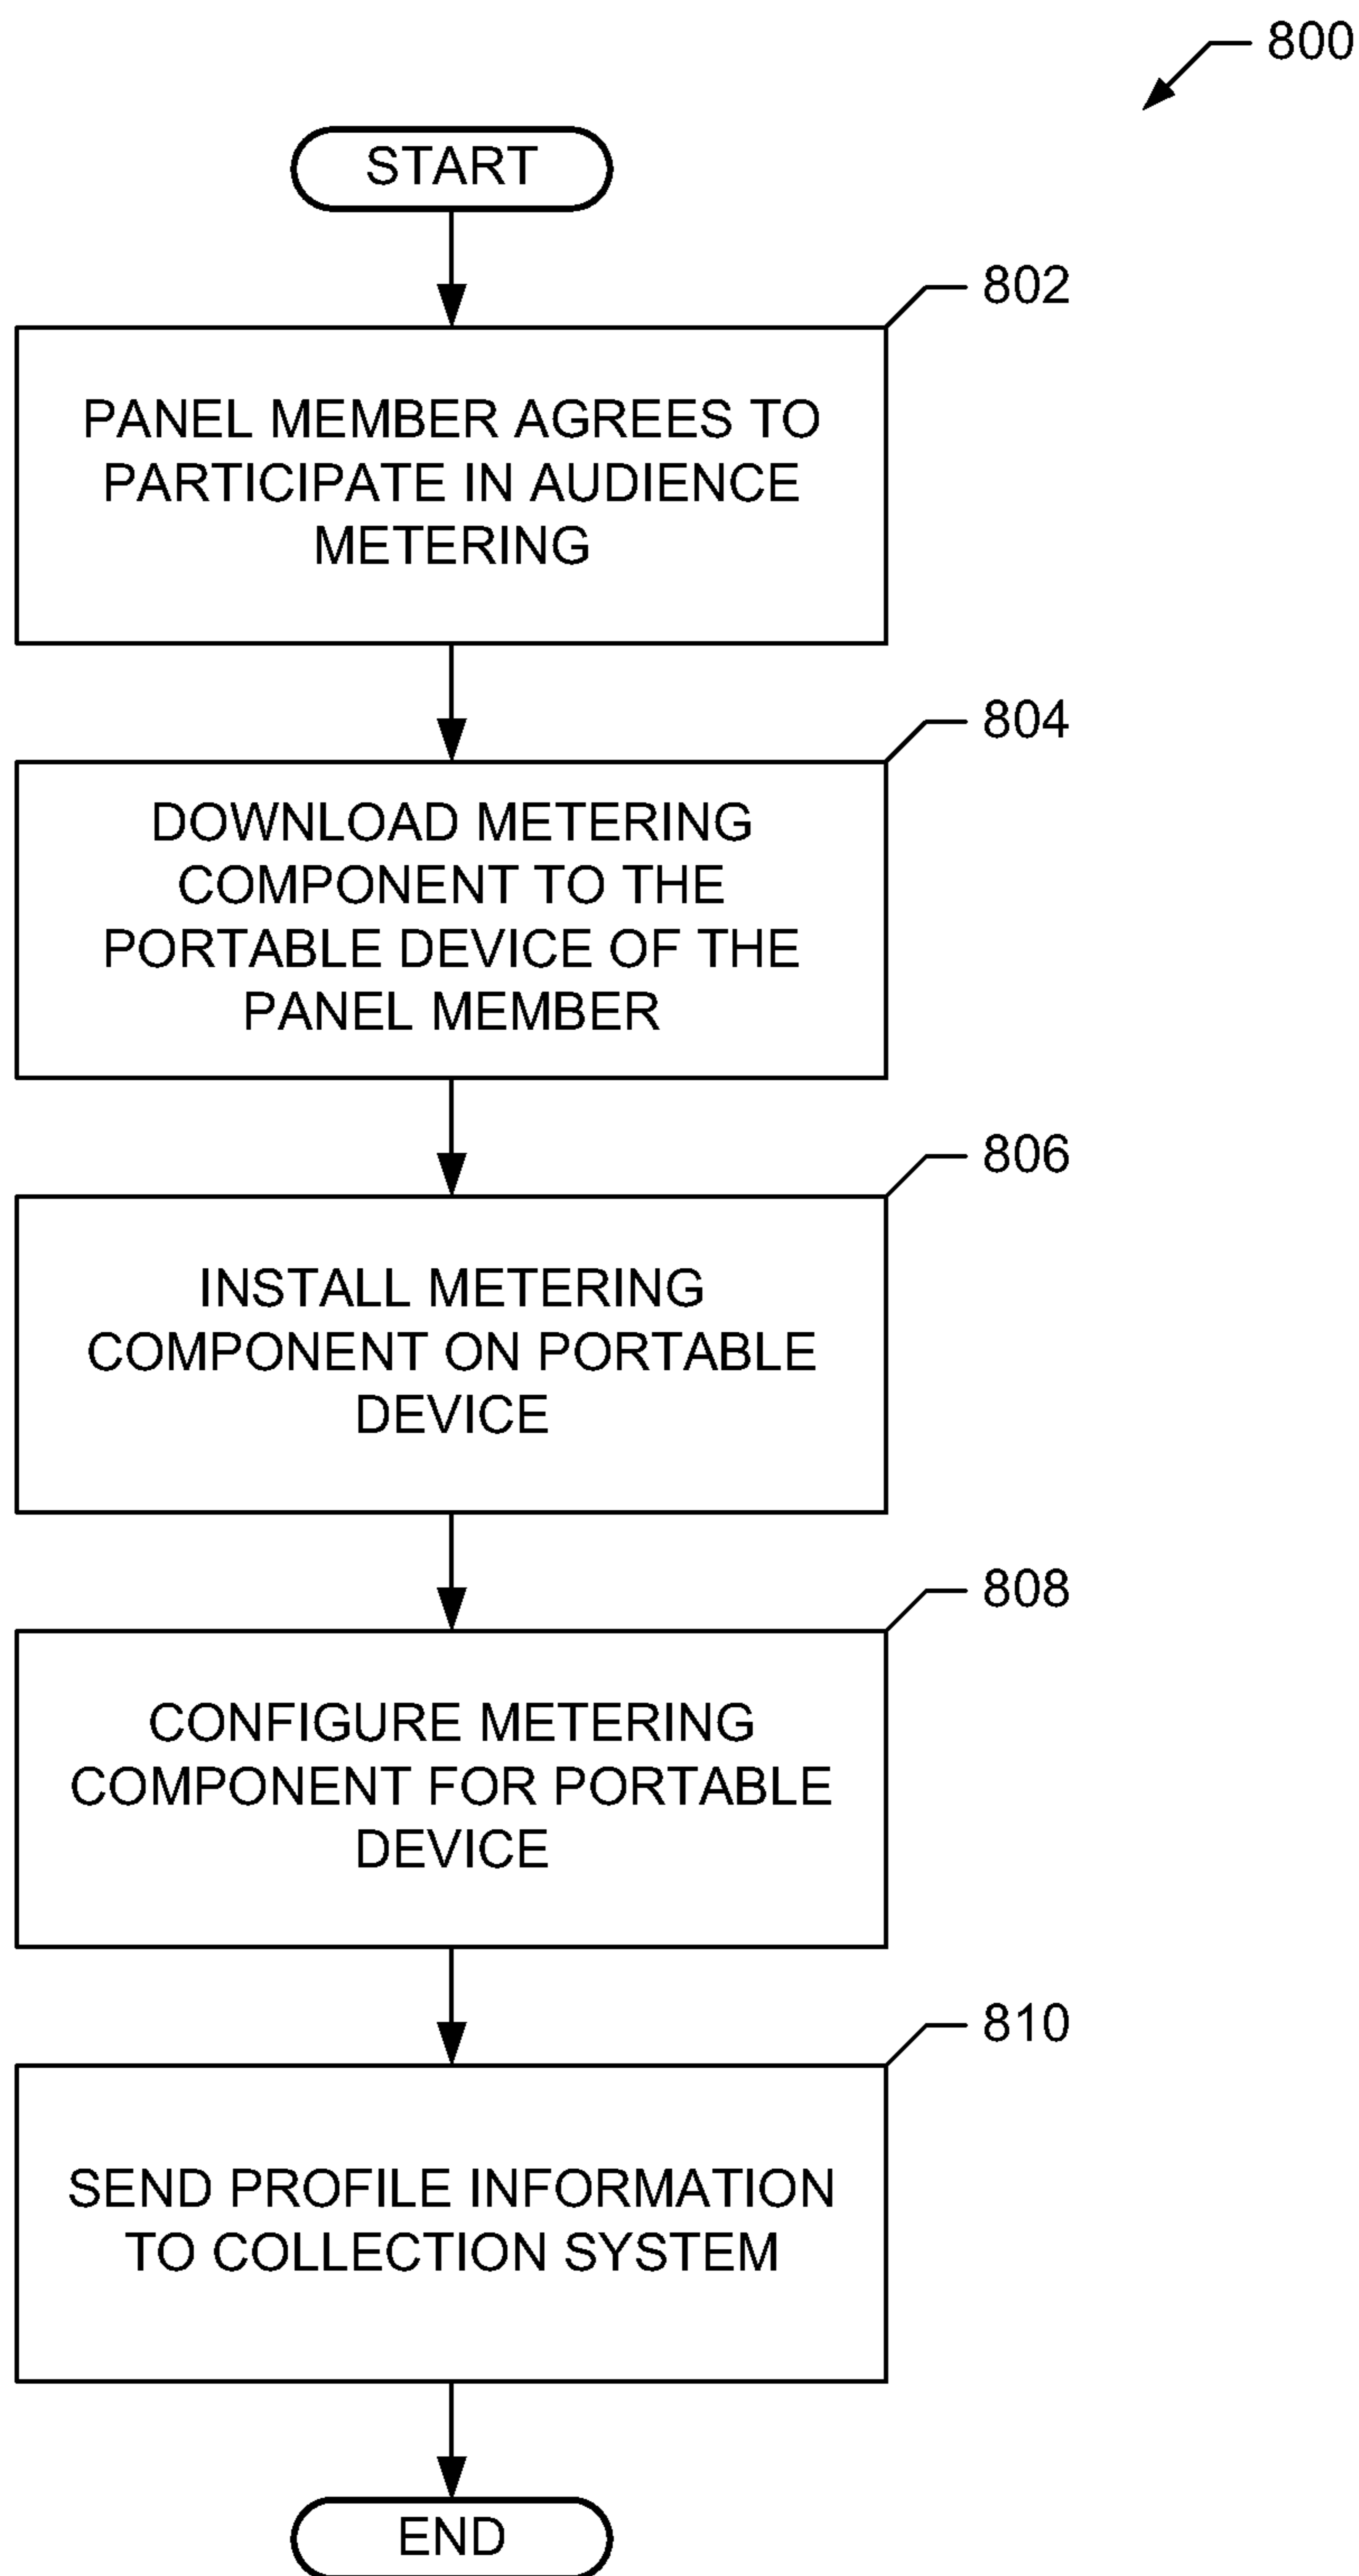 800
START
802
PANEL MEMBER AGREES TO
PARTICIPATE IN AUDIENCE
METERING
804
DOWNLOAD METERING
COMPONENT TO THE
PORTABLE DEVICE OF THE
PANEL MEMBER
806
INSTALL METERING
COMPONENT ON PORTABLE
DEVICE
808
CONFIGURE METERING
COMPONENT FOR PORTABLE
DEVICE
810
SEND PROFILE INFORMATION
TO COLLECTION SYSTEM
END